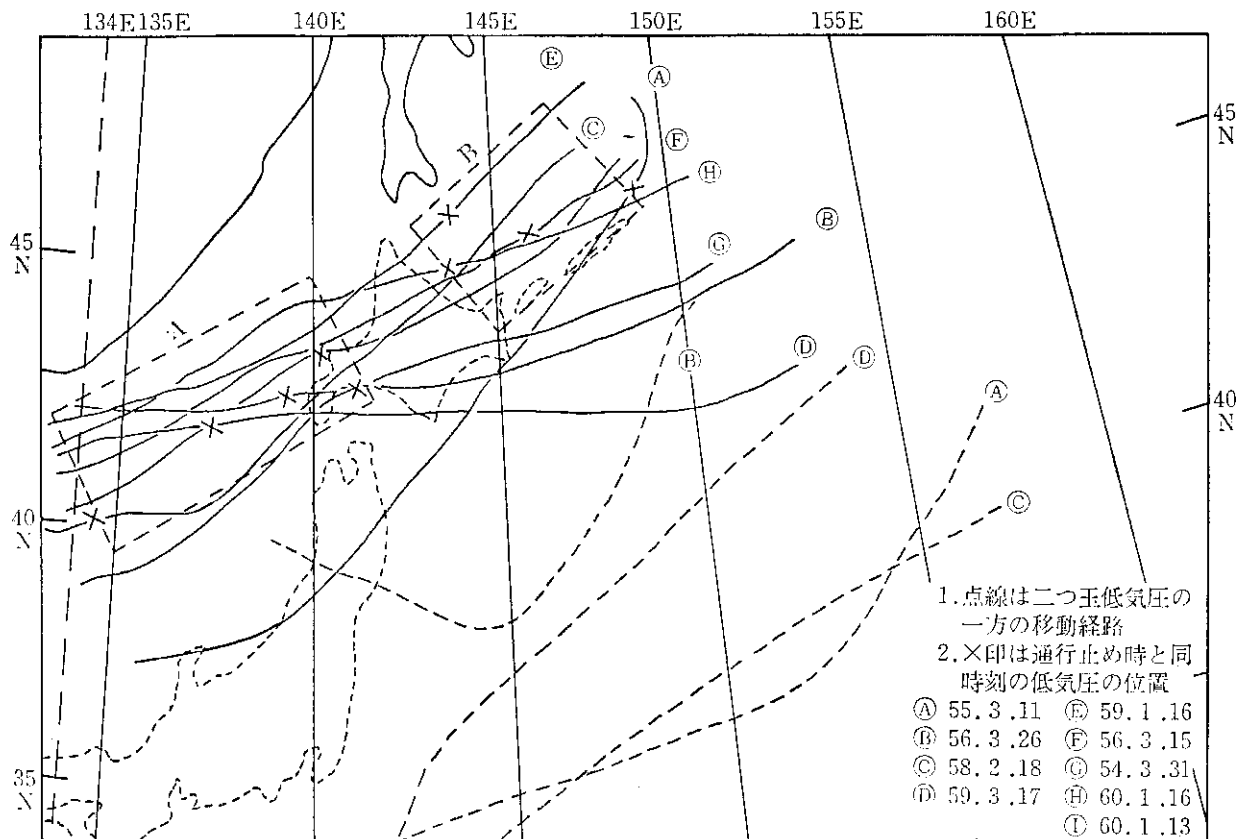 134E 135E 140E 145E 150E 155E 160E
Ⓔ
Ⓐ
Ⓒ
B
Ⓕ
Ⓗ
45
N
Ⓑ
45
N
Ⓖ
A
Ⓑ
Ⓓ
Ⓓ
Ⓐ
40
N
Ⓒ
40
N
1.点線は二つ玉低気圧の
一方の移動経路
2.×印は通行止め時と同
時刻の低気圧の位置
Ⓐ 55.3.11 Ⓔ 59.1.16
Ⓑ 56.3.26 Ⓕ 56.3.15
Ⓒ 58.2.18 Ⓖ 54.3.31
Ⓓ 59.3.17 Ⓗ 60.1.16
Ⓘ 60.1.13
35
N